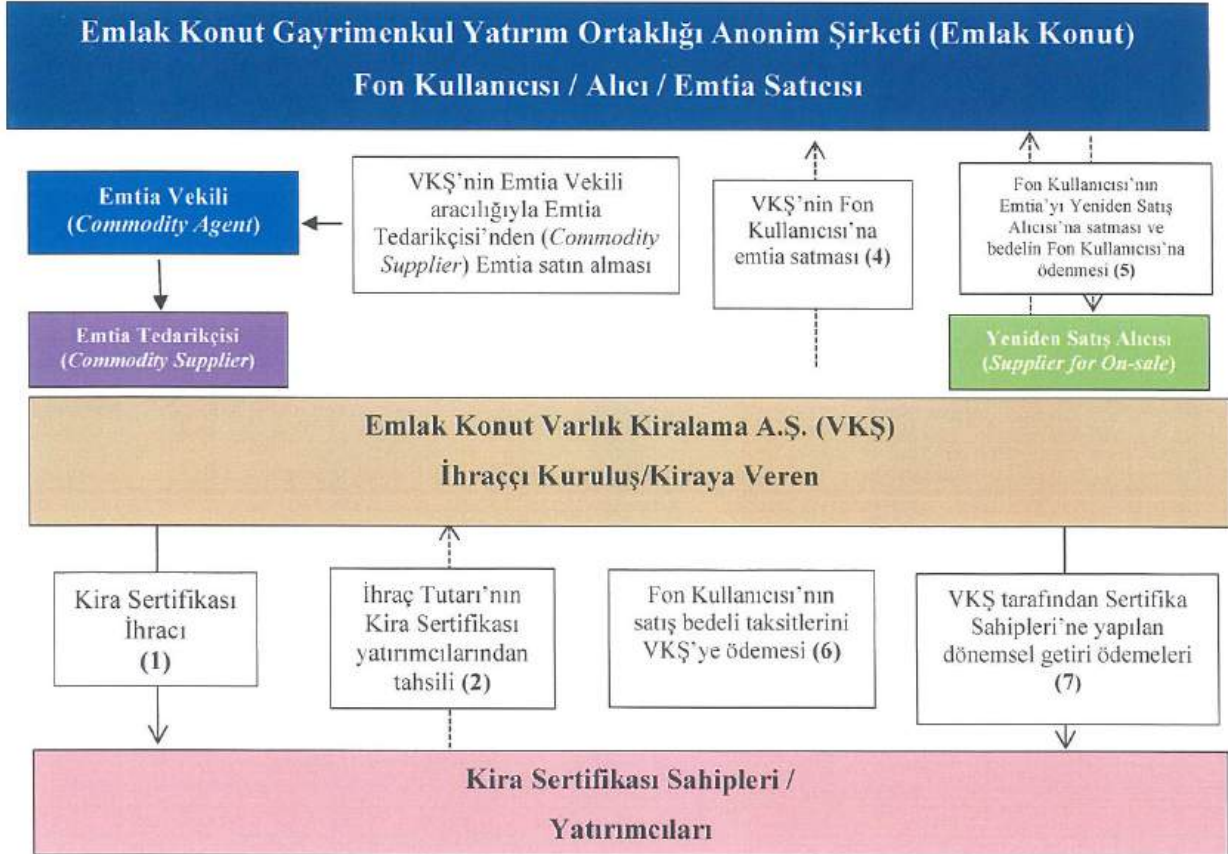 Emlak Konut Gayrimenkul Yatırım Ortaklığı Anonim Şirketi (Emlak Konut)
Fon Kullanıcısı / Alıcı / Emtia Satıcısı
Emtia Vekili
(Commodity Agent)
VKŞ'nin Emtia Vekili
aracılığıyla Emtia
Tedarikçisi'nden (Commodity
Supplier) Emtia satın alması
VKŞ'nin Fon
Kullanıcısı'na
emtia satması (4)
Fon Kullanıcısı'nın
Emtia'yı Yeniden Satış
Alıcısı'na satması ve
bedelin Fon Kullanıcısı'na
ödenmesi (5)
Emtia Tedarikçisi
(Commodity Supplier)
Yeniden Satış Alıcısı
(Supplier for On-sale)
Emlak Konut Varlık Kiralama A.Ş. (VKŞ)
İhraççı Kuruluş/Kiraya Veren
Kira Sertifikası
İhracı
(1)
İhraç Tutarı'nın
Kira Sertifikası
yatırımcılarından
tahsili (2)
Fon Kullanıcısı'nın
satış bedeli taksitlerini
VKŞ'ye ödemesi (6)
VKŞ tarafından Sertifika
Sahipleri'ne yapılan
dönemsel getiri ödemeleri
(7)
Kira Sertifikası Sahipleri /
Yatırımcıları